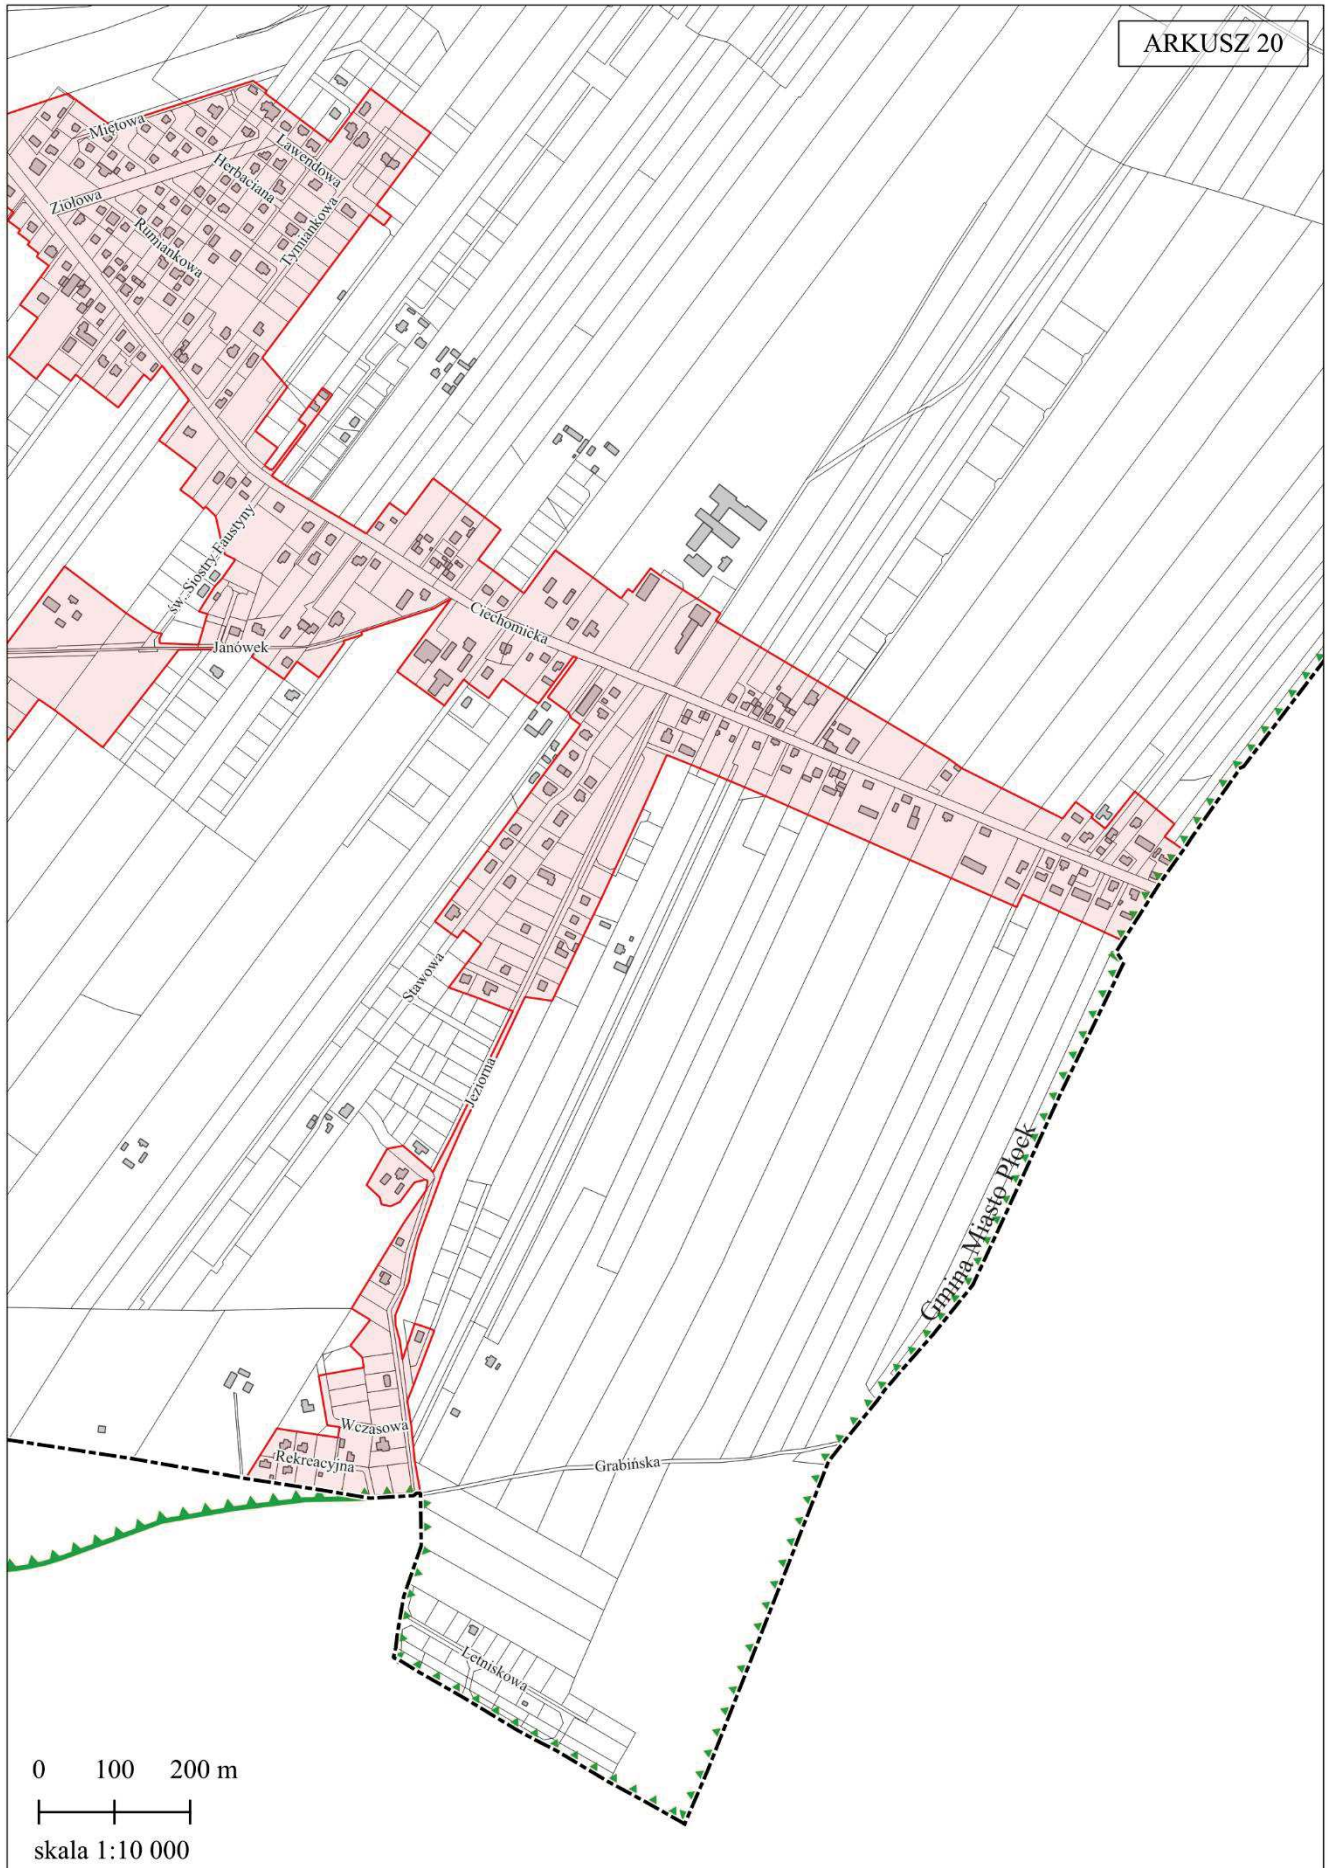 ARKUSZ 20
Miętowa
Lawendowa
Herbaciana
Ziołowa
Rumiankowa
Tymiankowa
św. Siostry Faustyny
Ciechomicka
Janówek
Stawowa
Jeziorna
Gmina Miasto Płock
Wczasowa
Rekreacyjna
Grabińska
Letniskowa
0 100 200 m
skala 1:10 000